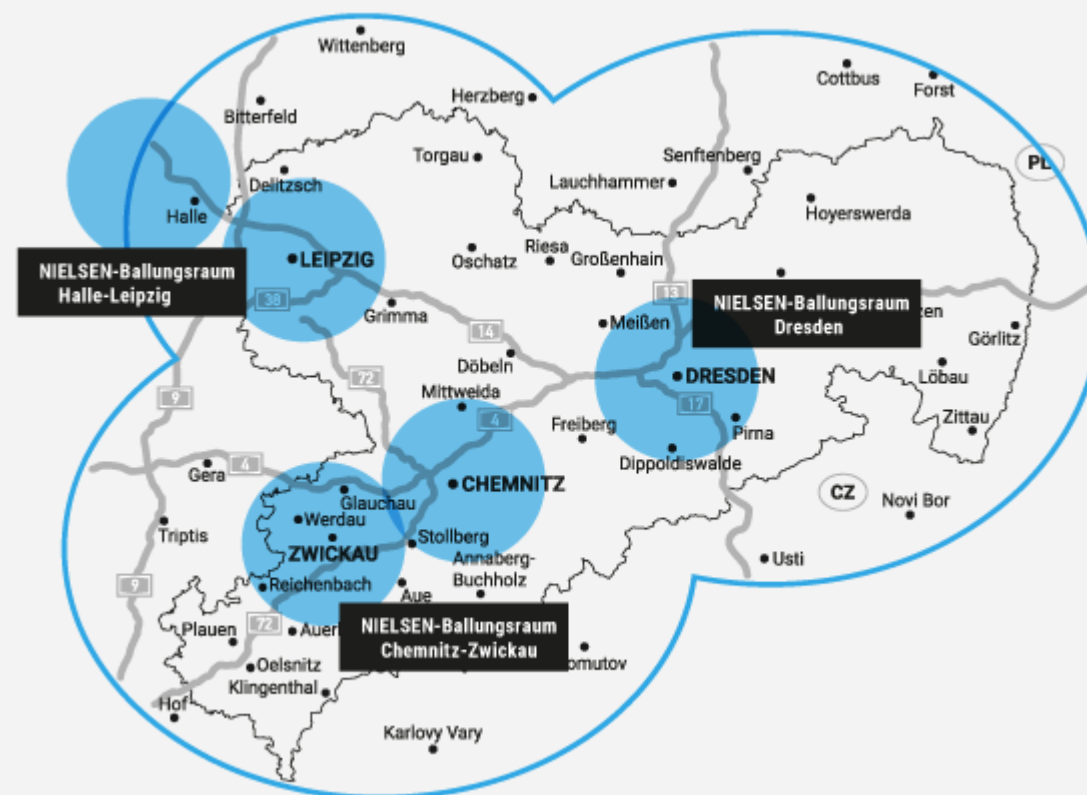 Wittenberg
Cottbus
Forst
Herzberg
Bitterfeld
PL
Torgau
Senftenberg
Delitzsch
Lauchhammer
Halle
Hoyerswerda
Riesa
Oschatz
Großenhain
LEIPZIG
NIELSEN-Ballungsraum
Halle-Leipzig
38
13
NIELSEN-Ballungsraum
Dresden
Grimma
Meißen
14
Görlitz
Döbeln
72
DRESDEN
Löbau
9
Mittweida
17
4
Freiberg
Pirna
Zittau
Dippoldiswalde
Gera
4
CHEMNITZ
CZ
Glauchau
Novi Bor
Werdau
Triptis
Stollberg
ZWICKAU
Annaberg-
Buchholz
Usti
9
Reichenbach
Aue
72
NIELSEN-Ballungsraum
Chemnitz-Zwickau
Plauen
Oelsnitz
Klingenthal
Hof
Karlovy Vary